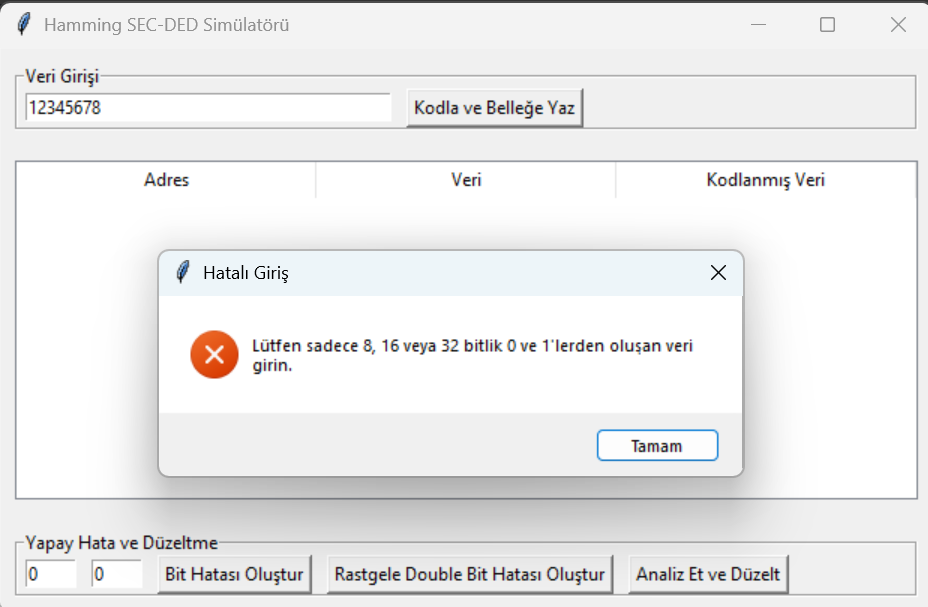 Hamming SEC-DED Simülatörü
Veri Girişi
12345678 Kodla ve Belleğe Yaz
Adres Veri Kodlanmış Veri
Hatalı Giriş
Lütfen sadece 8, 16 veya 32 bitlik 0 ve 1'lerden oluşan veri
girin.
Tamam
Yapay Hata ve Düzeltme
0 0 Bit Hatası Oluştur Rastgele Double Bit Hatası Oluştur Analiz Et ve Düzelt